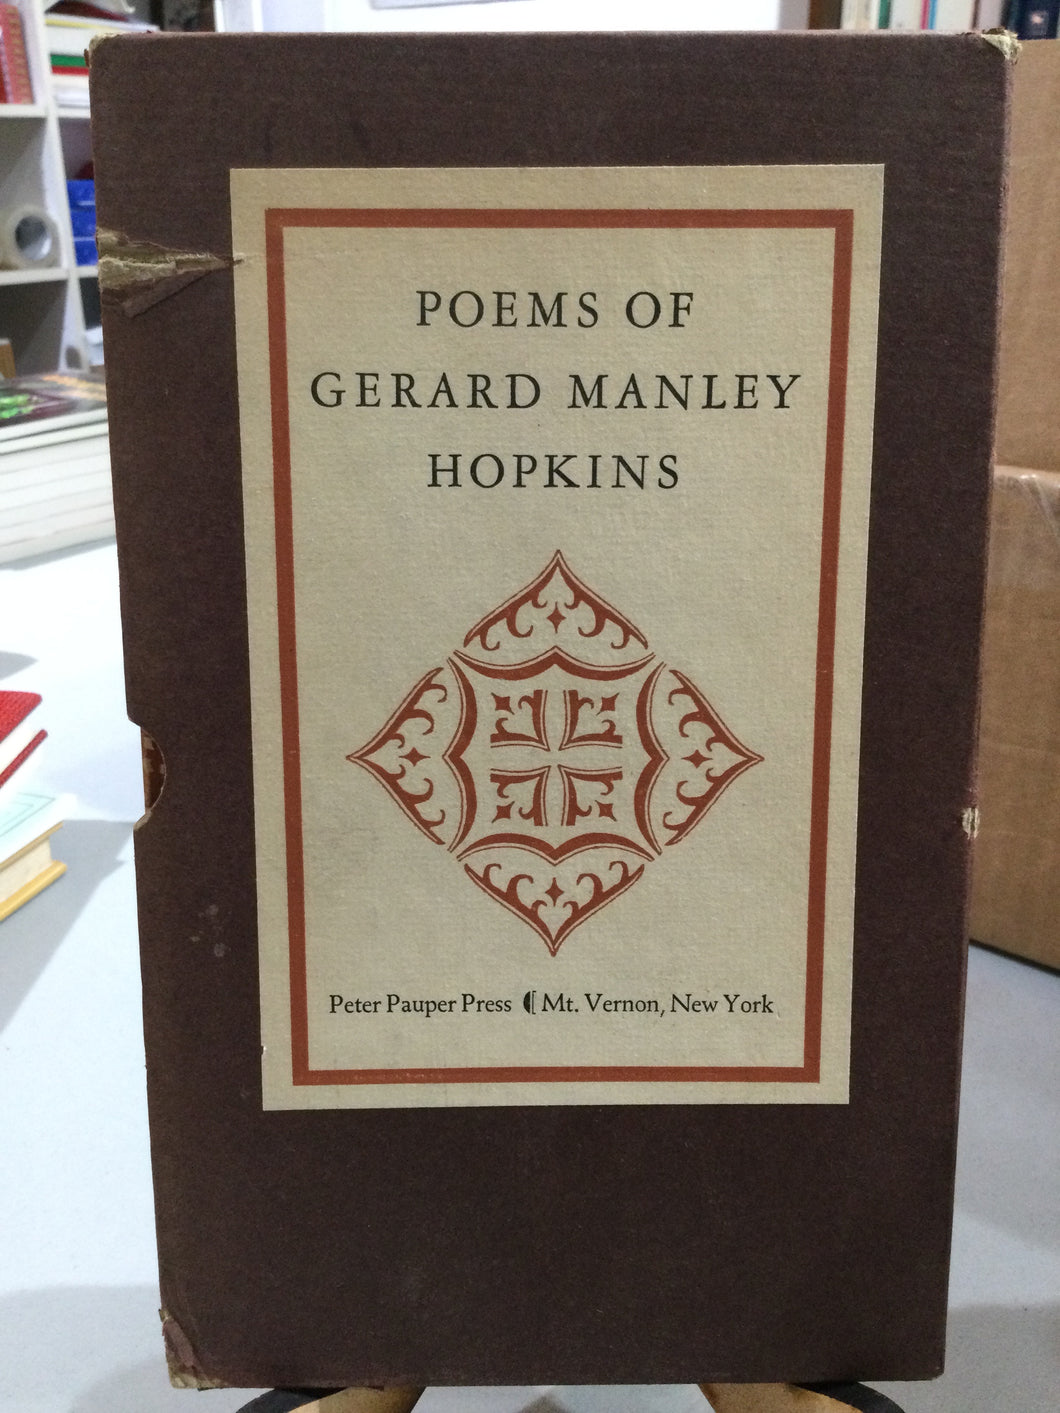 POEMS OF
GERARD MANLEY
HOPKINS
Peter Pauper Press ⁌ Mt. Vernon, New York